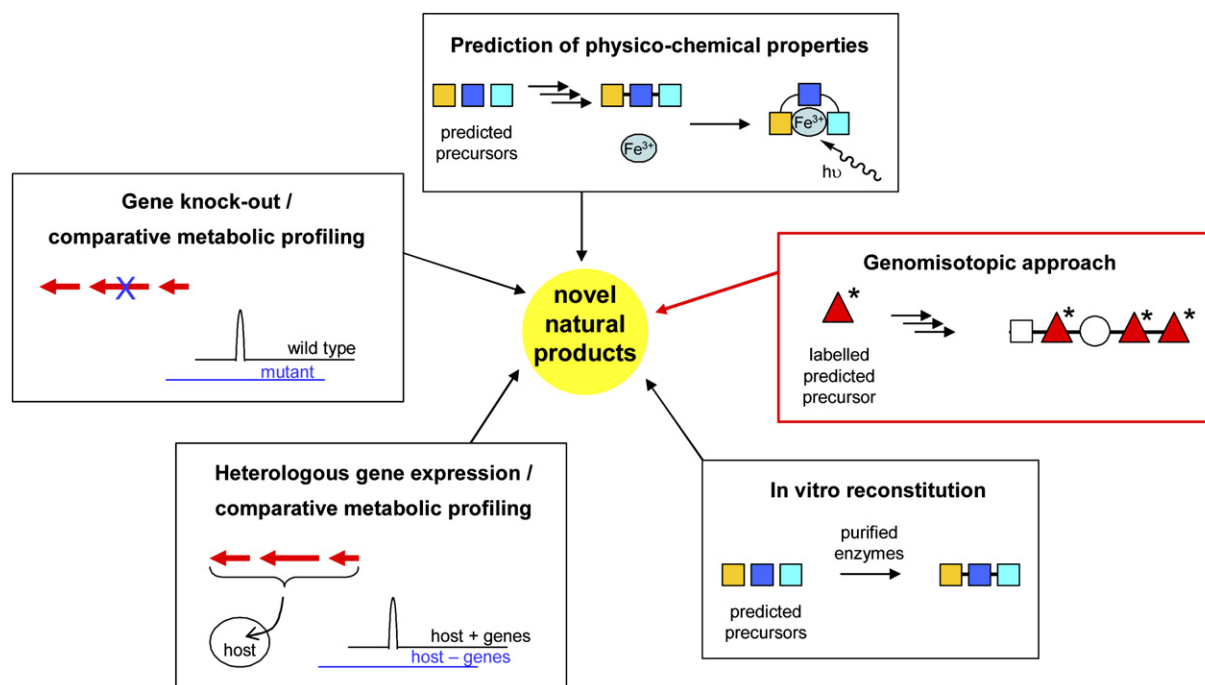 Prediction of physico-chemical properties
predicted
precursors
Fe³⁺
Fe³⁺
hυ
Gene knock-out /
comparative metabolic profiling
X
wild type
mutant
novel
natural
products
Genomisotopic approach
*
* * *
labelled
predicted
precursor
Heterologous gene expression /
comparative metabolic profiling
host
host + genes
host – genes
In vitro reconstitution
purified
enzymes
predicted
precursors